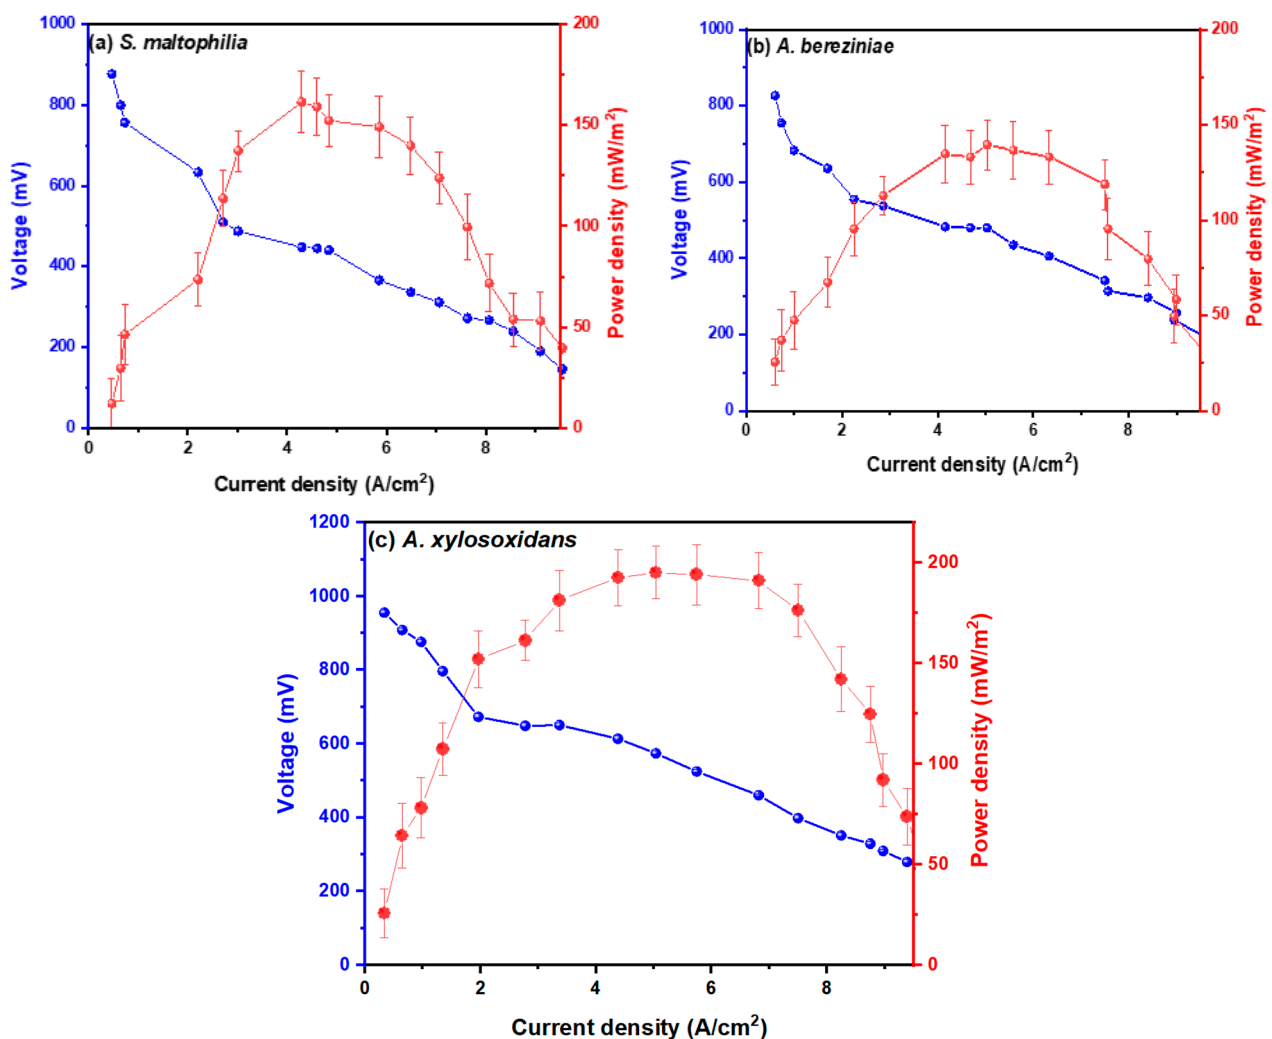 (a) S. maltophilia
1000
800
600
400
200
0
Voltage (mV)
200
150
100
50
0
Power density (mW/m²)
0 2 4 6 8
Current density (A/cm²)
(b) A. bereziniae
1000
800
600
400
200
0
Voltage (mV)
200
150
100
50
0
Power density (mW/m²)
0 2 4 6 8
Current density (A/cm²)
(c) A. xylosoxidans
1200
1000
800
600
400
200
0
Voltage (mV)
200
150
100
50
0
Power density (mW/m²)
0 2 4 6 8
Current density (A/cm²)